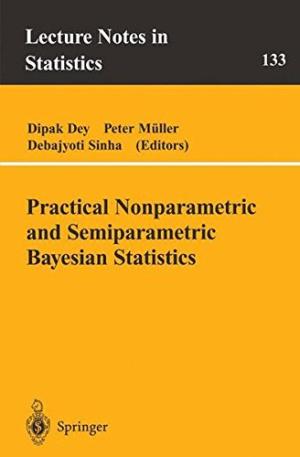 Lecture Notes in
Statistics
133
Dipak Dey Peter Müller
Debajyoti Sinha (Editors)
Practical Nonparametric
and Semiparametric
Bayesian Statistics
Springer